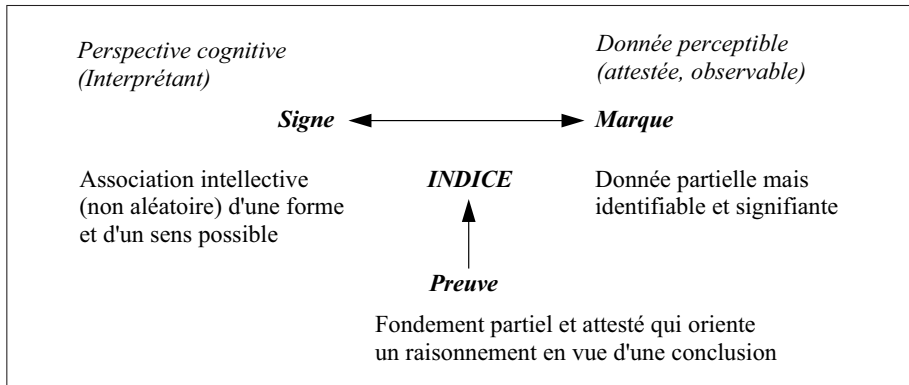 Perspective cognitive
(Interprétant)
Donnée perceptible
(attestée, observable)
Signe
Marque
Association intellective
(non aléatoire) d'une forme
et d'un sens possible
INDICE
Donnée partielle mais
identifiable et signifiante
Preuve
Fondement partiel et attesté qui oriente
un raisonnement en vue d'une conclusion